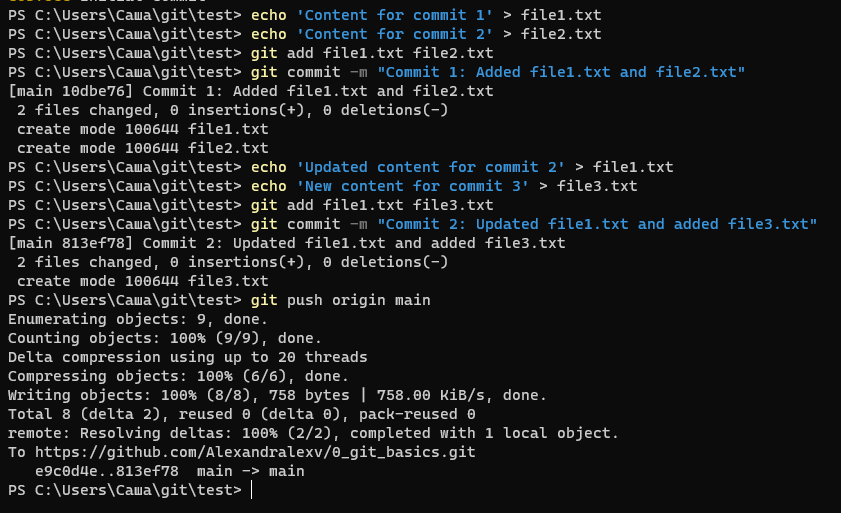 PS C:\Users\Саша\git\test> echo 'Content for commit 1' > file1.txt
PS C:\Users\Саша\git\test> echo 'Content for commit 2' > file2.txt
PS C:\Users\Саша\git\test> git add file1.txt file2.txt
PS C:\Users\Саша\git\test> git commit -m "Commit 1: Added file1.txt and file2.txt"
[main 10dbe76] Commit 1: Added file1.txt and file2.txt
 2 files changed, 0 insertions(+), 0 deletions(-)
 create mode 100644 file1.txt
 create mode 100644 file2.txt
PS C:\Users\Саша\git\test> echo 'Updated content for commit 2' > file1.txt
PS C:\Users\Саша\git\test> echo 'New content for commit 3' > file3.txt
PS C:\Users\Саша\git\test> git add file1.txt file3.txt
PS C:\Users\Саша\git\test> git commit -m "Commit 2: Updated file1.txt and added file3.txt"
[main 813ef78] Commit 2: Updated file1.txt and added file3.txt
 2 files changed, 0 insertions(+), 0 deletions(-)
 create mode 100644 file3.txt
PS C:\Users\Саша\git\test> git push origin main
Enumerating objects: 9, done.
Counting objects: 100% (9/9), done.
Delta compression using up to 20 threads
Compressing objects: 100% (6/6), done.
Writing objects: 100% (8/8), 758 bytes | 758.00 KiB/s, done.
Total 8 (delta 2), reused 0 (delta 0), pack-reused 0
remote: Resolving deltas: 100% (2/2), completed with 1 local object.
To https://github.com/Alexandralexv/0_git_basics.git
   e9c0d4e..813ef78  main -> main
PS C:\Users\Саша\git\test>